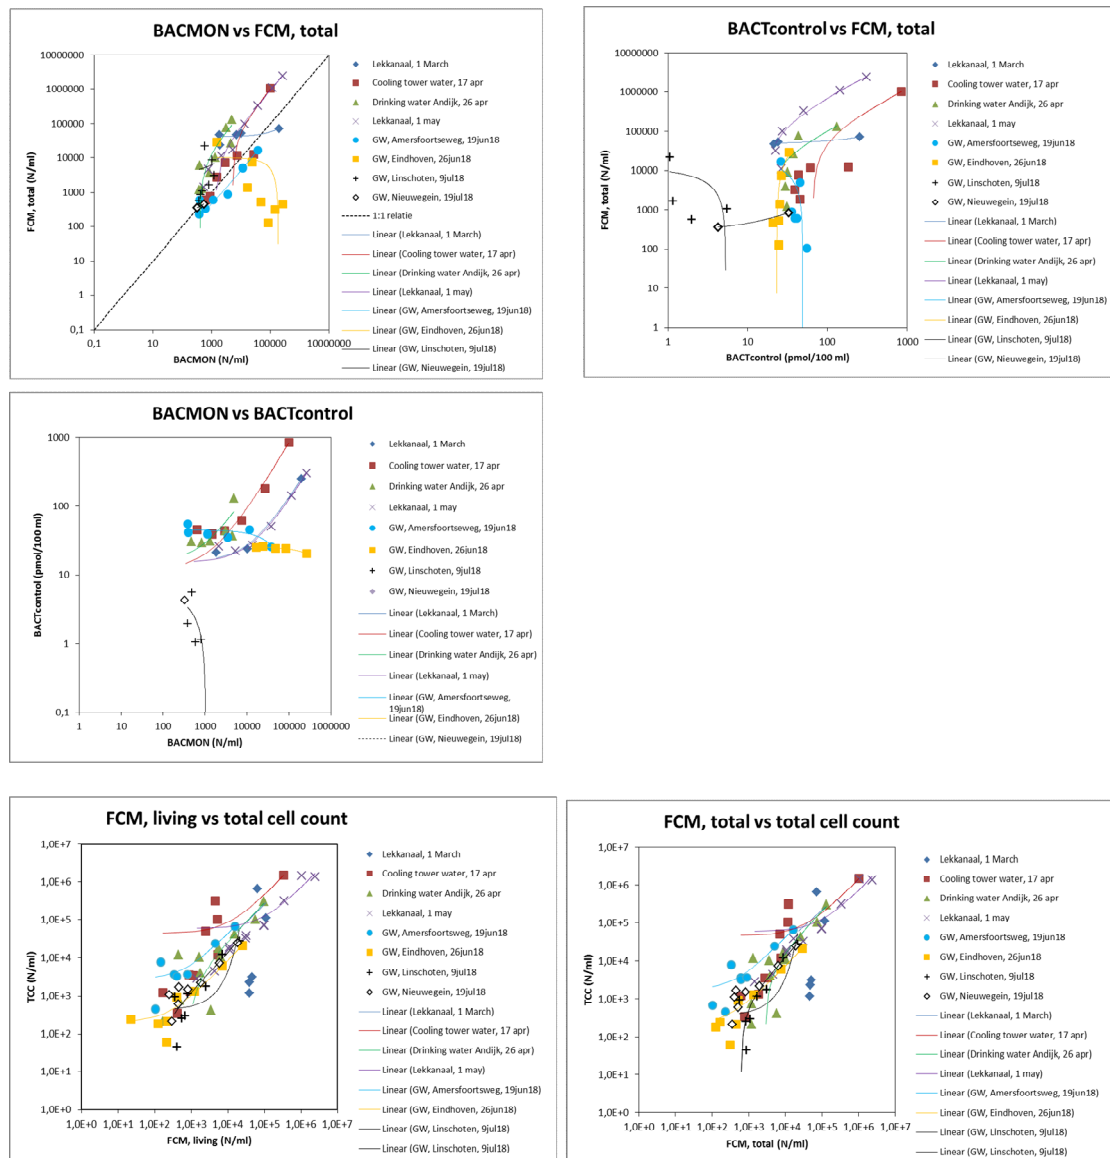 BACMON vs FCM, total
FCM, total (N/ml)
10000000
1000000
100000
10000
1000
100
10
1
0,1
0,1
10
1000
100000
10000000
BACMON (N/ml)
Lekkanaal, 1 March
Cooling tower water, 17 apr
Drinking water Andijk, 26 apr
Lekkanaal, 1 may
GW, Amersfoortseweg, 19jun18
GW, Eindhoven, 26jun18
GW, Linschoten, 9jul18
GW, Nieuwegein, 19jul18
1:1 relatie
Linear (Lekkanaal, 1 March)
Linear (Cooling tower water, 17 apr)
Linear (Drinking water Andijk, 26 apr)
Linear (Lekkanaal, 1 may)
Linear (GW, Amersfoortseweg, 19jun18)
Linear (GW, Eindhoven, 26jun18)
Linear (GW, Linschoten, 9jul18)
Linear (GW, Nieuwegein, 19jul18)
BACTcontrol vs FCM, total
FCM, total (N/ml)
10000000
1000000
100000
10000
1000
100
10
1
1
10
100
1000
BACTcontrol (pmol/100 ml)
Lekkanaal, 1 March
Cooling tower water, 17 apr
Drinking water Andijk, 26 apr
Lekkanaal, 1 may
GW, Amersfoortseweg, 19jun18
GW, Eindhoven, 26jun18
GW, Linschoten, 9jul18
GW, Nieuwegein, 19jul18
Linear (Lekkanaal, 1 March)
Linear (Cooling tower water, 17 apr)
Linear (Drinking water Andijk, 26 apr)
Linear (Lekkanaal, 1 may)
Linear (GW, Amersfoortseweg, 19jun18)
Linear (GW, Eindhoven, 26jun18)
Linear (GW, Linschoten, 9jul18)
Linear (GW, Nieuwegein, 19jul18)
BACMON vs BACTcontrol
BACTcontrol (pmol/100 ml)
1000
100
10
1
0,1
1
10
100
1000
10000
100000
1000000
BACMON (N/ml)
Lekkanaal, 1 March
Cooling tower water, 17 apr
Drinking water Andijk, 26 apr
Lekkanaal, 1 may
GW, Amersfoortseweg, 19jun18
GW, Eindhoven, 26jun18
GW, Linschoten, 9jul18
GW, Nieuwegein, 19jul18
Linear (Lekkanaal, 1 March)
Linear (Cooling tower water, 17 apr)
Linear (Drinking water Andijk, 26 apr)
Linear (Lekkanaal, 1 may)
Linear (GW, Amersfoortseweg,
19jun18)
Linear (GW, Eindhoven, 26jun18)
Linear (GW, Nieuwegein, 19jul18)
FCM, living vs total cell count
TCC (N/ml)
1,0E+7
1,0E+6
1,0E+5
1,0E+4
1,0E+3
1,0E+2
1,0E+1
1,0E+0
1,0E+0 1,0E+1 1,0E+2 1,0E+3 1,0E+4 1,0E+5 1,0E+6 1,0E+7
FCM, living (N/ml)
Lekkanaal, 1 March
Cooling tower water, 17 apr
Drinking water Andijk, 26 apr
Lekkanaal, 1 may
GW, Amersfoortsweg, 19jun18
GW, Eindhoven, 26jun18
GW, Linschoten, 9jul18
GW, Nieuwegein, 19jul18
Linear (Lekkanaal, 1 March)
Linear (Cooling tower water, 17 apr)
Linear (Drinking water Andijk, 26 apr)
Linear (Lekkanaal, 1 may)
Linear (GW, Amersfoortsweg, 19jun18)
Linear (GW, Eindhoven, 26jun18)
Linear (GW, Linschoten, 9jul18)
Linear (GW, Linschoten, 9jul18)
FCM, total vs total cell count
TCC (N/ml)
1,0E+7
1,0E+6
1,0E+5
1,0E+4
1,0E+3
1,0E+2
1,0E+1
1,0E+0
1,0E+0 1,0E+1 1,0E+2 1,0E+3 1,0E+4 1,0E+5 1,0E+6 1,0E+7
FCM, total (N/ml)
Lekkanaal, 1 March
Cooling tower water, 17 apr
Drinking water Andijk, 26 apr
Lekkanaal, 1 may
GW, Amersfoortsweg, 19jun18
GW, Eindhoven, 26jun18
GW, Linschoten, 9jul18
GW, Nieuwegein, 19jul18
Linear (Lekkanaal, 1 March)
Linear (Cooling tower water, 17 apr)
Linear (Drinking water Andijk, 26 apr)
Linear (Lekkanaal, 1 may)
Linear (GW, Amersfoortsweg, 19jun18)
Linear (GW, Eindhoven, 26jun18)
Linear (GW, Linschoten, 9jul18)
Linear (GW, Linschoten, 9jul18)